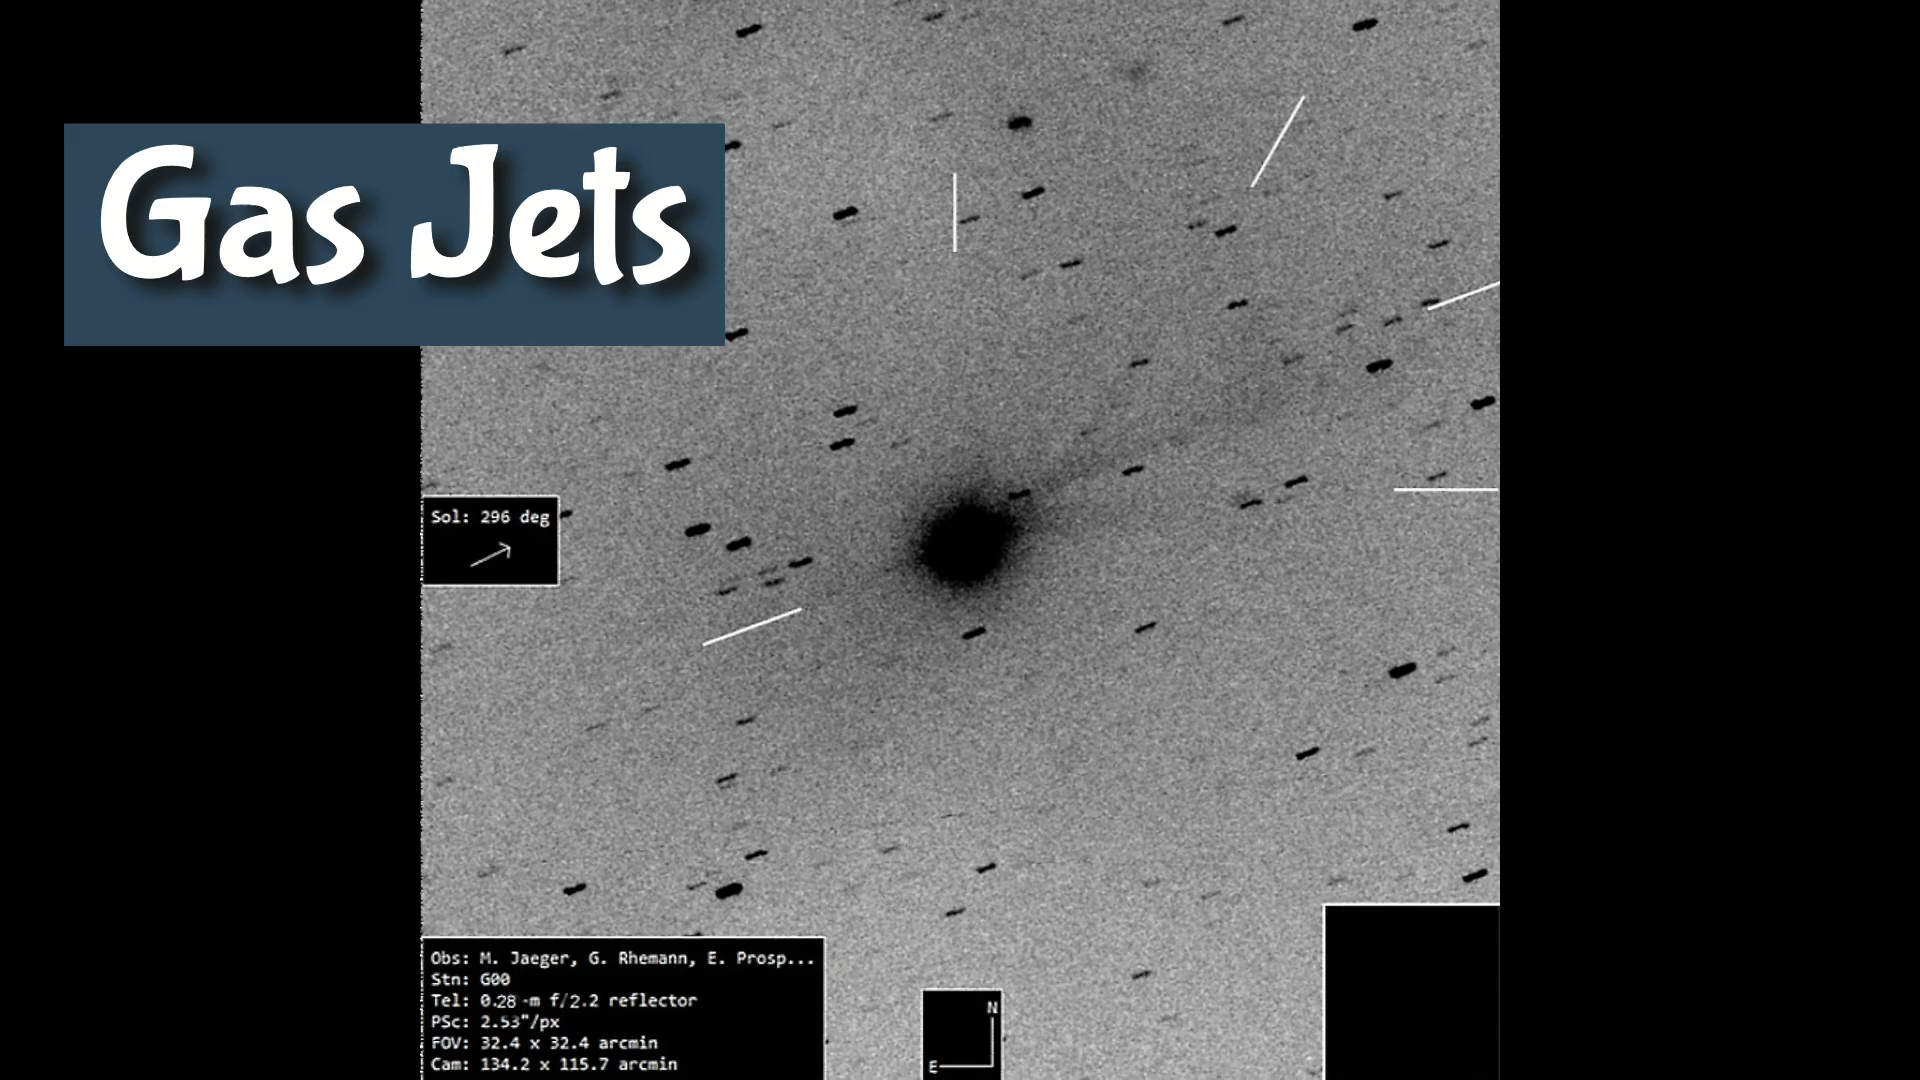 Gas Jets
Sol: 296 deg
Obs: M. Jaeger, G. Rhemann, E. Prosp...
Stn: G00
Tel: 0.28 -m f/2.2 reflector
PSc: 2.53"/px
FOV: 32.4 x 32.4 arcmin
Cam: 134.2 x 115.7 arcmin
N
E